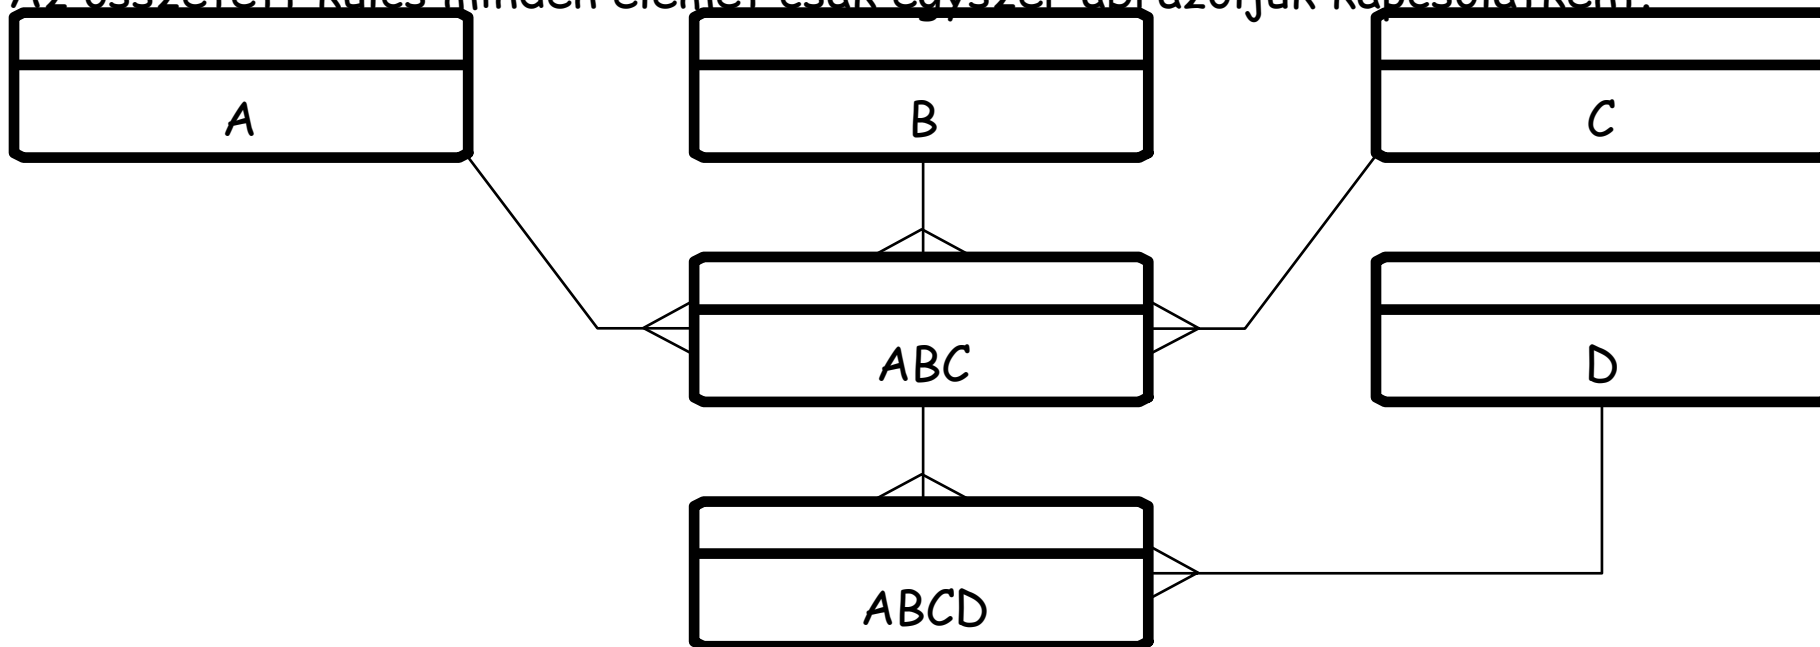 Az összetett kulcs minden elemét csak egyszer ábrázoljuk kapcsolatként.
A B C
ABC D
ABCD